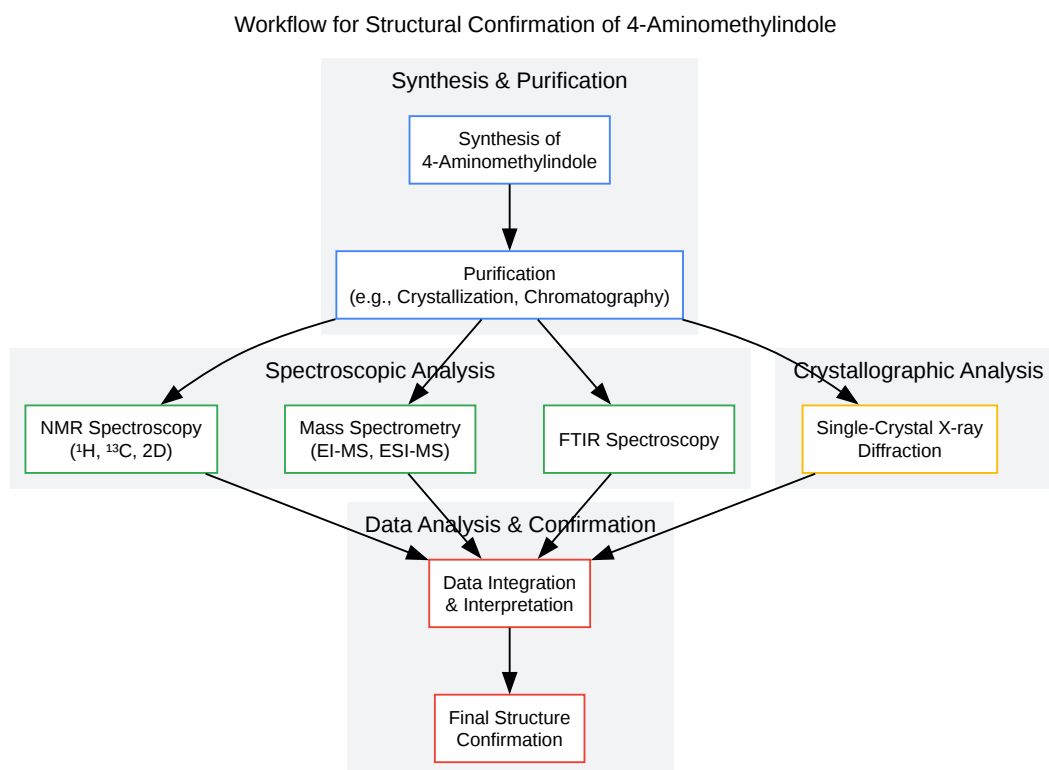 Workflow for Structural Confirmation of 4-Aminomethylindole
Synthesis & Purification
Synthesis of
4-Aminomethylindole
Purification
(e.g., Crystallization, Chromatography)
Spectroscopic Analysis
Crystallographic Analysis
NMR Spectroscopy
(¹H, ¹³C, 2D)
Mass Spectrometry
(EI-MS, ESI-MS)
FTIR Spectroscopy
Single-Crystal X-ray
Diffraction
Data Analysis & Confirmation
Data Integration
& Interpretation
Final Structure
Confirmation